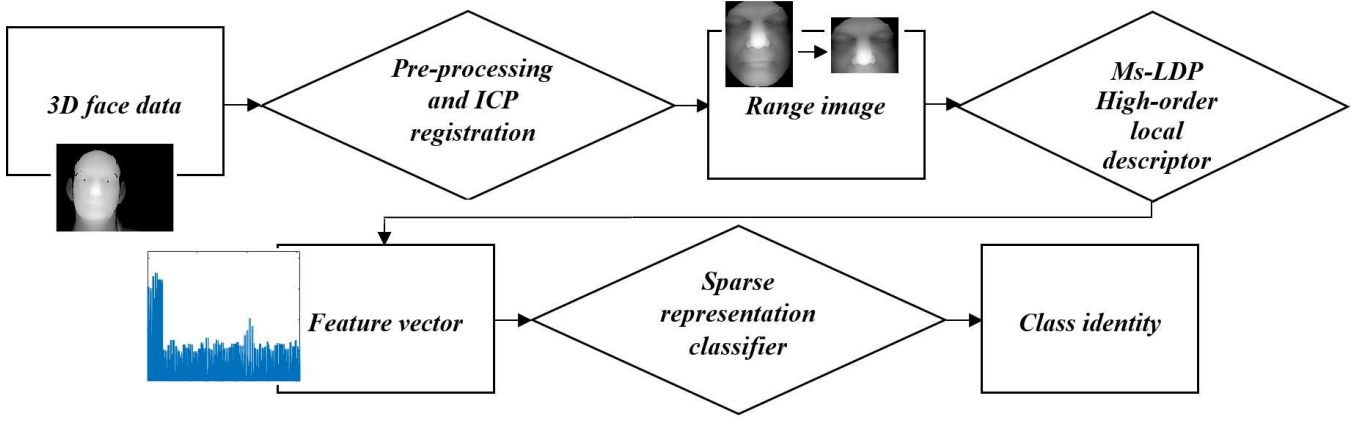 3D face data
Pre-processing
and ICP
registration
Range image
Ms-LDP
High-order
local
descriptor
Feature vector
Sparse
representation
classifier
Class identity